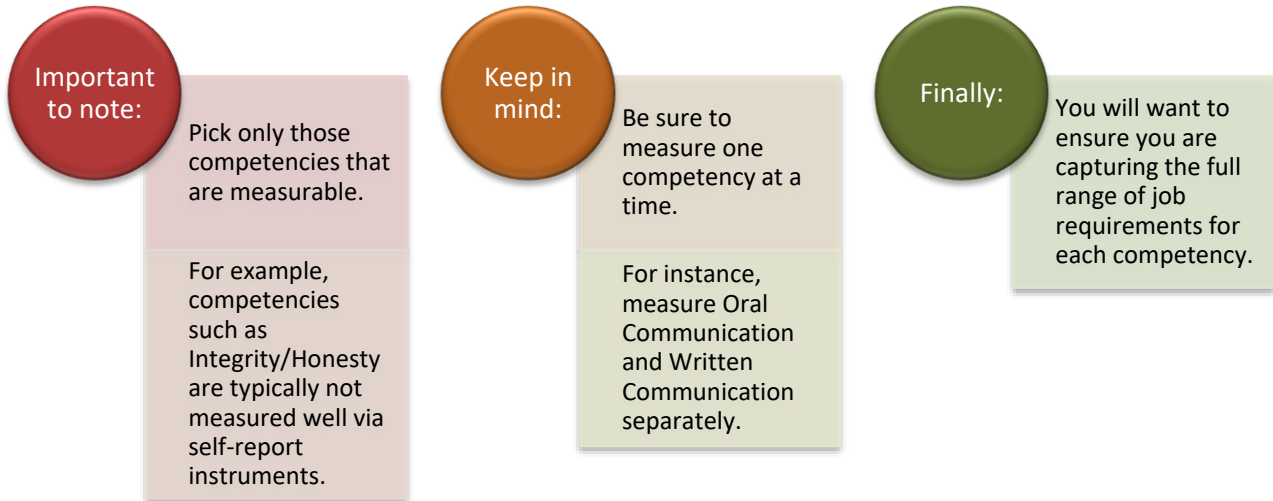 Important
to note:
Pick only those
competencies that
are measurable.
For example,
competencies
such as
Integrity/Honesty
are typically not
measured well via
self-report
instruments.
Keep in
mind:
Be sure to
measure one
competency at a
time.
For instance,
measure Oral
Communication
and Written
Communication
separately.
Finally:
You will want to
ensure you are
capturing the full
range of job
requirements for
each competency.